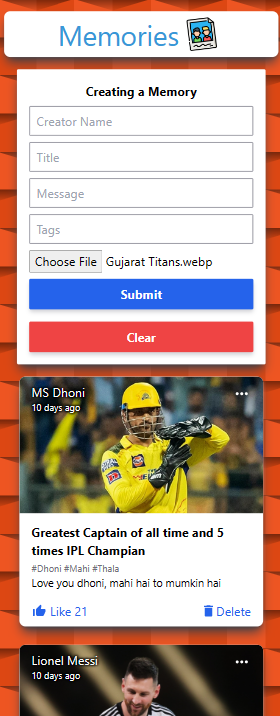 Memories
Creating a Memory
Creator Name
Title
Message
Tags
Choose File Gujarat Titans.webp
Submit
Clear
MS Dhoni
10 days ago
Greatest Captain of all time and 5
times IPL Champian
#Dhoni #Mahi #Thala
Love you dhoni, mahi hai to mumkin hai
Like 21 Delete
Lionel Messi
10 days ago